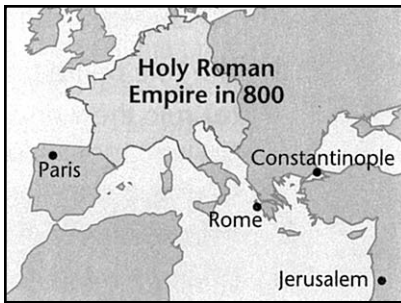 Holy Roman
Empire in 800
Constantinople
Paris
Rome
Jerusalem